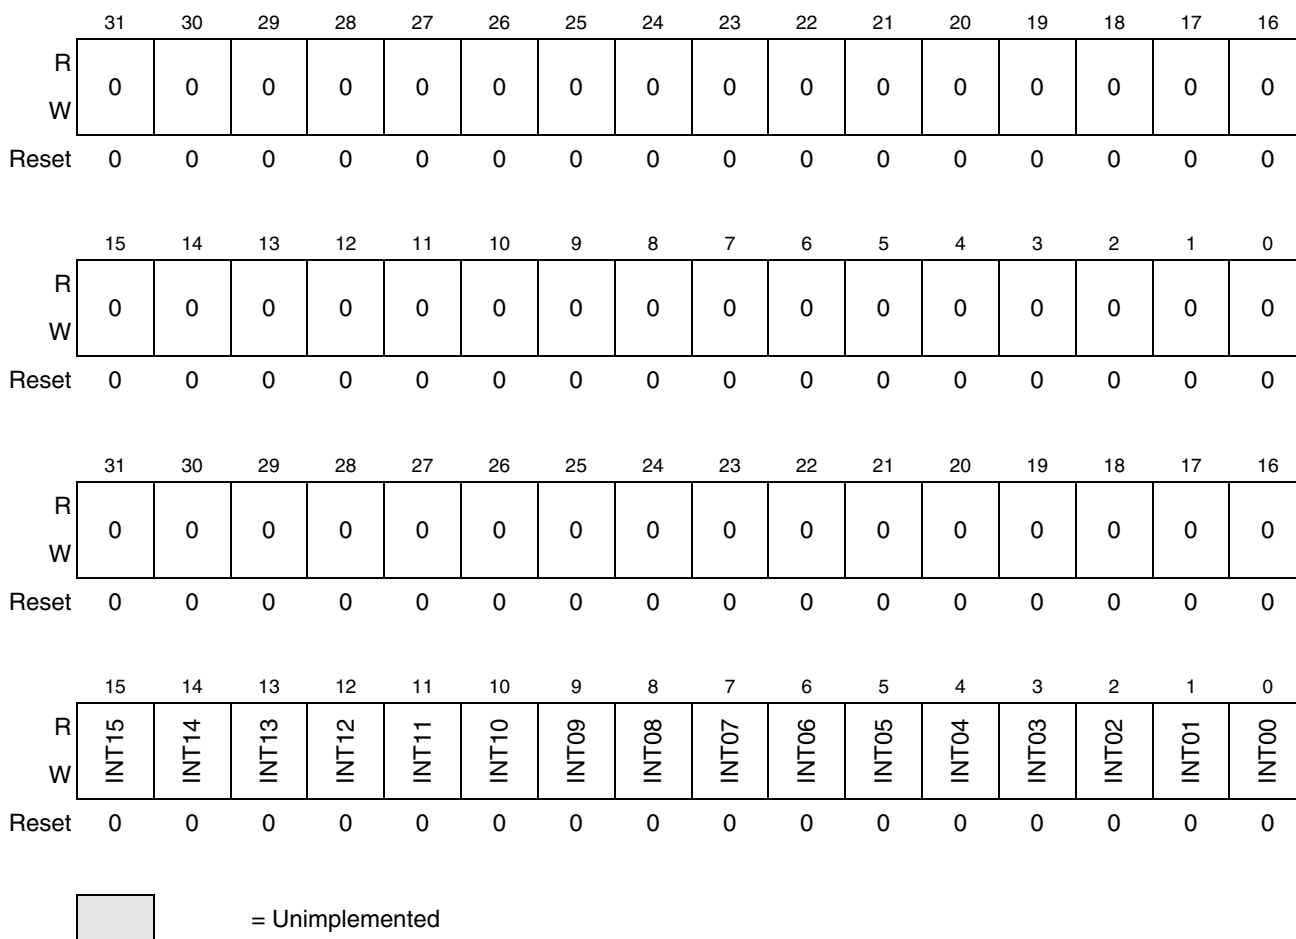 31 30 29 28 27 26 25 24 23 22 21 20 19 18 17 16
R
0 0 0 0 0 0 0 0 0 0 0 0 0 0 0 0
W
Reset 0 0 0 0 0 0 0 0 0 0 0 0 0 0 0 0
15 14 13 12 11 10 9 8 7 6 5 4 3 2 1 0
R
0 0 0 0 0 0 0 0 0 0 0 0 0 0 0 0
W
Reset 0 0 0 0 0 0 0 0 0 0 0 0 0 0 0 0
31 30 29 28 27 26 25 24 23 22 21 20 19 18 17 16
R
0 0 0 0 0 0 0 0 0 0 0 0 0 0 0 0
W
Reset 0 0 0 0 0 0 0 0 0 0 0 0 0 0 0 0
15 14 13 12 11 10 9 8 7 6 5 4 3 2 1 0
R
INT15 INT14 INT13 INT12 INT11 INT10 INT09 INT08 INT07 INT06 INT05 INT04 INT03 INT02 INT01 INT00
W
Reset 0 0 0 0 0 0 0 0 0 0 0 0 0 0 0 0
= Unimplemented